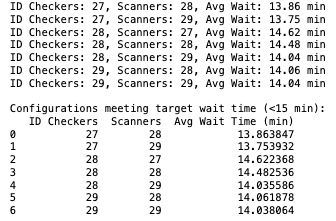 ID Checkers: 27, Scanners: 28, Avg Wait: 13.86 min
ID Checkers: 27, Scanners: 29, Avg Wait: 13.75 min
ID Checkers: 28, Scanners: 27, Avg Wait: 14.62 min
ID Checkers: 28, Scanners: 28, Avg Wait: 14.48 min
ID Checkers: 28, Scanners: 29, Avg Wait: 14.04 min
ID Checkers: 29, Scanners: 28, Avg Wait: 14.06 min
ID Checkers: 29, Scanners: 29, Avg Wait: 14.04 min
Configurations meeting target wait time (<15 min):
ID Checkers Scanners Avg Wait Time (min)
0 27 28 13.863847
1 27 29 13.753932
2 28 27 14.622368
3 28 28 14.482536
4 28 29 14.035586
5 29 28 14.061878
6 29 29 14.038064